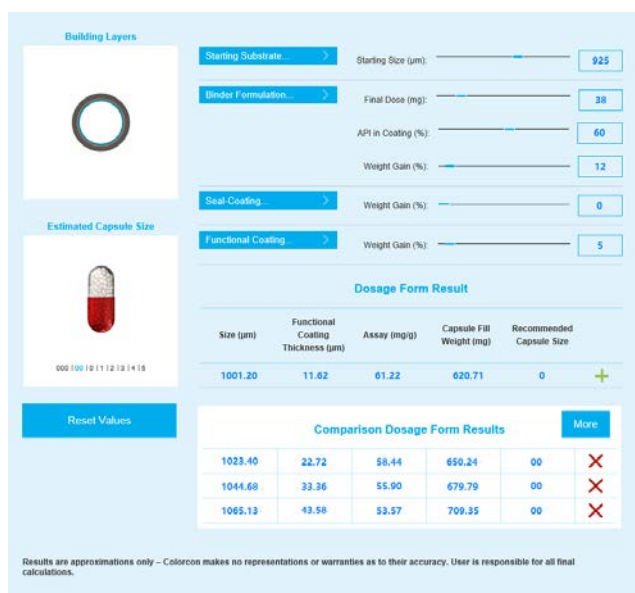 Building Layers
Starting Substrate...
Starting Size (µm):
925
Binder Formulation...
Final Dose (mg):
38
API in Coating (%):
60
Weight Gain (%):
12
Seal-Coating...
Weight Gain (%):
0
Estimated Capsule Size
Functional Coating...
Weight Gain (%):
5
000 | 00 | 0 | 1 | 2 | 3 | 4 | 5
Dosage Form Result
Size (µm) Functional Coating Thickness (µm) Assay (mg/g) Capsule Fill Weight (mg) Recommended Capsule Size
1001.20 11.62 61.22 620.71 0
Reset Values
Comparison Dosage Form Results
More
1023.40 22.72 58.44 650.24 00
1044.68 33.36 55.90 679.79 00
1065.13 43.58 53.57 709.35 00
Results are approximations only – Colorcon makes no representations or warranties as to their accuracy. User is responsible for all final
calculations.